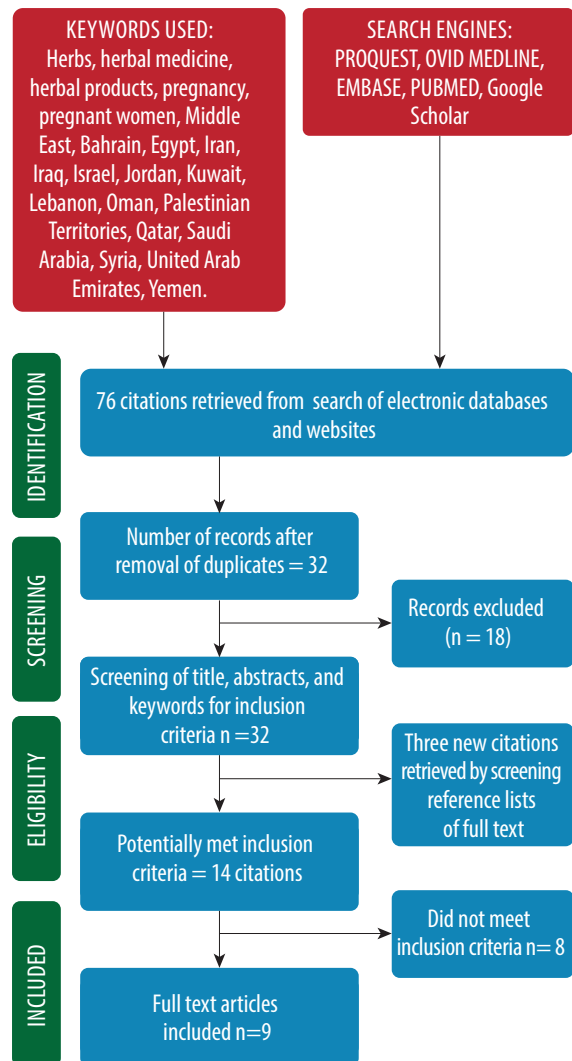 KEYWORDS USED:
Herbs, herbal medicine,
herbal products, pregnancy,
pregnant women, Middle
East, Bahrain, Egypt, Iran,
Iraq, Israel, Jordan, Kuwait,
Lebanon, Oman, Palestinian
Territories, Qatar, Saudi
Arabia, Syria, United Arab
Emirates, Yemen.
SEARCH ENGINES:
PROQUEST, OVID MEDLINE,
EMBASE, PUBMED, Google
Scholar
IDENTIFICATION
76 citations retrieved from search of electronic databases
and websites
Number of records after
removal of duplicates = 32
SCREENING
Records excluded
(n = 18)
Screening of title, abstracts, and
keywords for inclusion
criteria n =32
ELIGIBILITY
Three new citations
retrieved by screening
reference lists
of full text
Potentially met inclusion
criteria = 14 citations
Did not meet
inclusion criteria n= 8
INCLUDED
Full text articles
included n=9